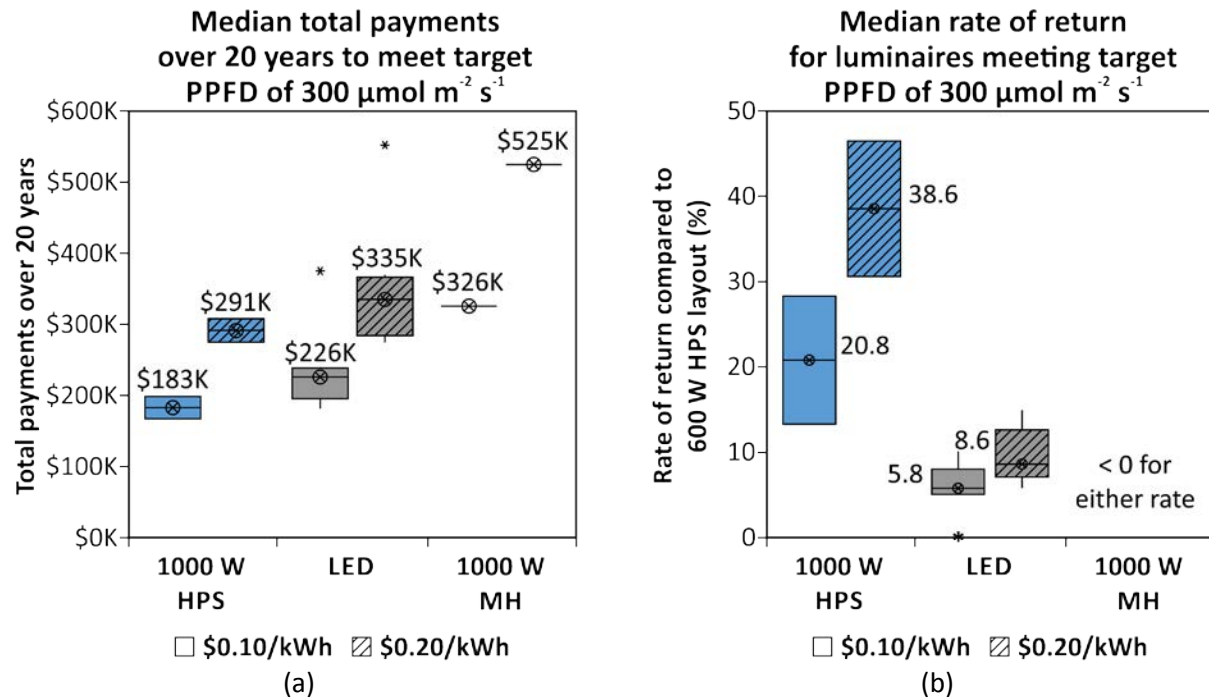 Median total payments
over 20 years to meet target
PPFD of 300 µmol m⁻² s⁻¹
Total payments over 20 years
$600K
$500K
$400K
$300K
$200K
$100K
$0K
$183K
$291K
$226K
$335K
$326K
$525K
*
*
1000 W
HPS
LED
1000 W
MH
$0.10/kWh
$0.20/kWh
(a)
Median rate of return
for luminaires meeting target
PPFD of 300 µmol m⁻² s⁻¹
Rate of return compared to
600 W HPS layout (%)
50
40
30
20
10
0
20.8
38.6
5.8
8.6
*
< 0 for
either rate
1000 W
HPS
LED
1000 W
MH
$0.10/kWh
$0.20/kWh
(b)